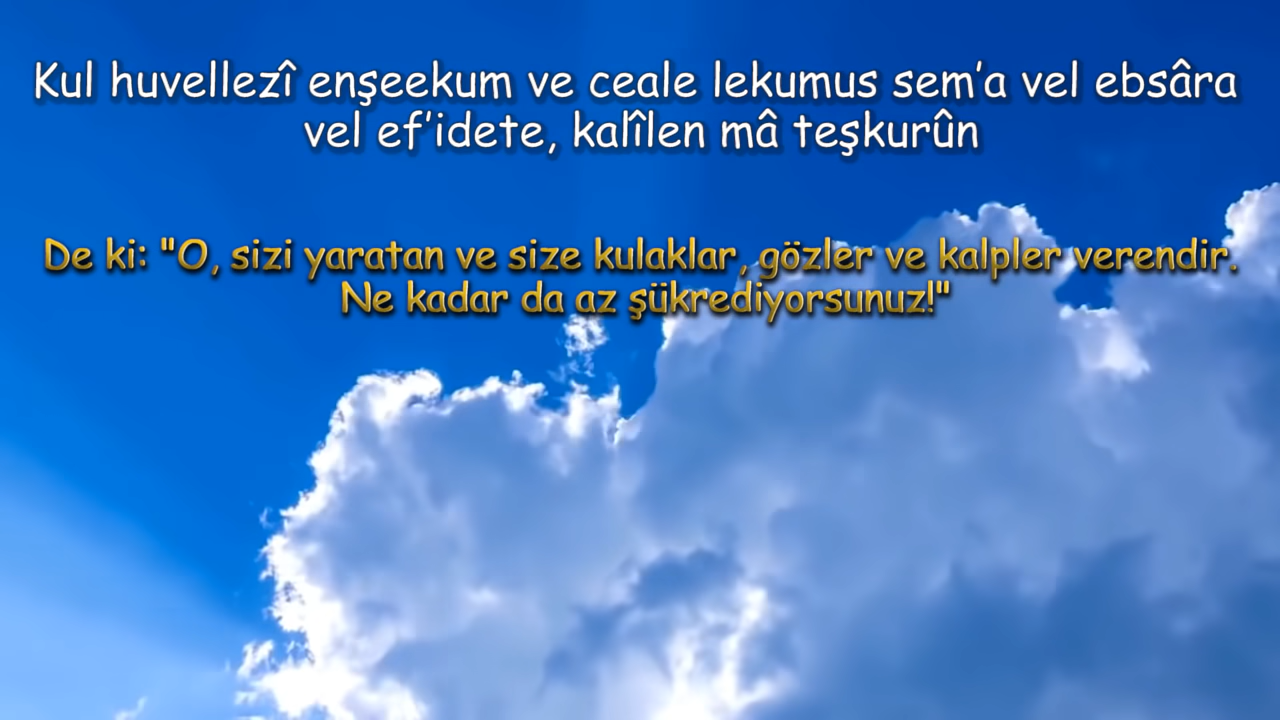 Kul huvellezî enşeekum ve ceale lekumus sem’a vel ebsâra
vel ef’idete, kalîlen mâ teşkurûn
De ki: "O, sizi yaratan ve size kulaklar, gözler ve kalpler verendir.
Ne kadar da az şükrediyorsunuz!"